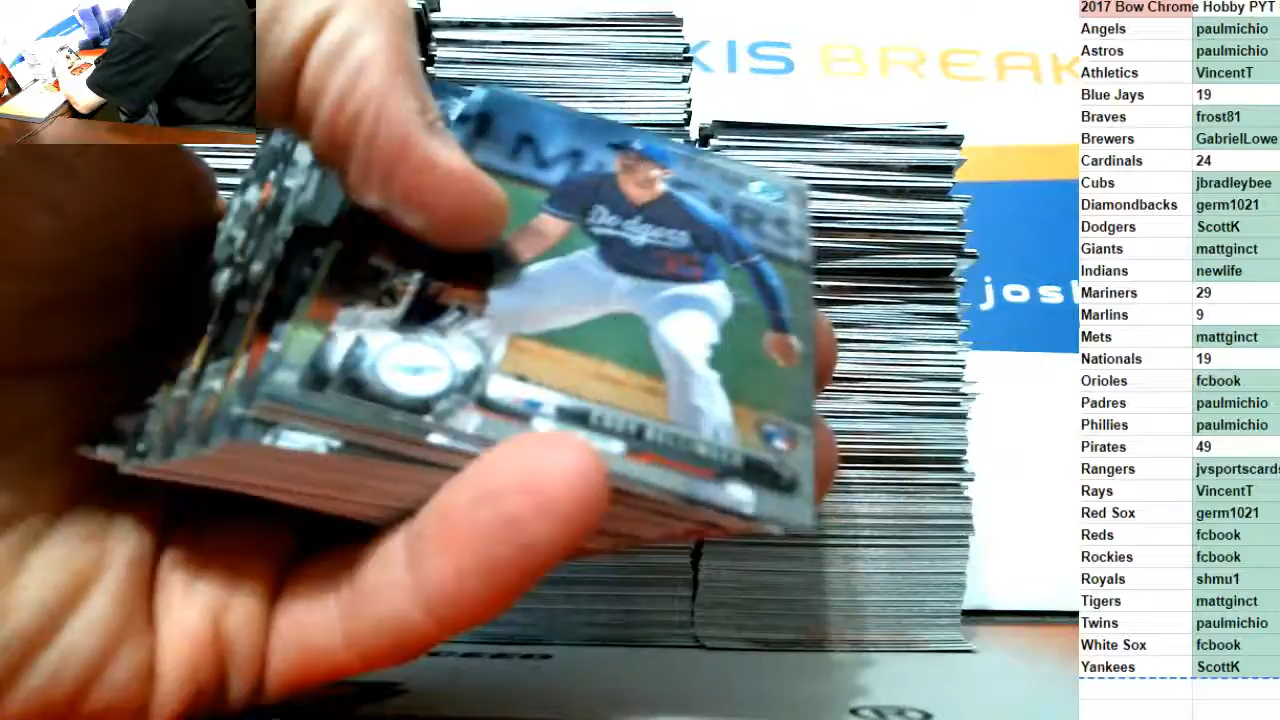 2017 Bow Chrome Hobby PYT
Angels paulmichio
Astros paulmichio
Athletics VincentT
Blue Jays 19
Braves frost81
Brewers GabrielLowe
Cardinals 24
Cubs jbradleybee
Diamondbacks germ1021
Dodgers ScottK
Giants mattginct
Indians newlife
Mariners 29
Marlins 9
Mets mattginct
Nationals 19
Orioles fcbook
Padres paulmichio
Phillies paulmichio
Pirates 49
Rangers jvsportscards
Rays VincentT
Red Sox germ1021
Reds fcbook
Rockies fcbook
Royals shmu1
Tigers mattginct
Twins paulmichio
White Sox fcbook
Yankees ScottK
KIS BREAK
josh
Dodgers